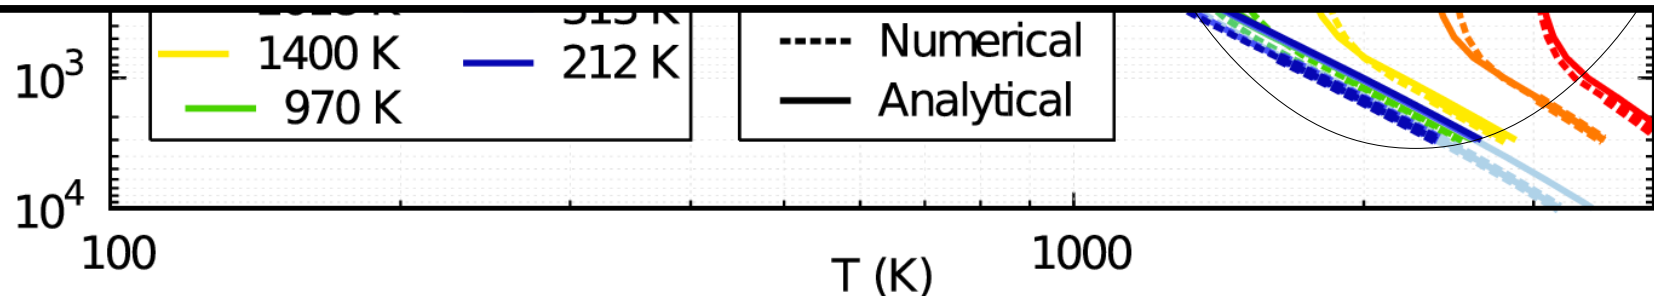 1400 K
212 K
970 K
Numerical
Analytical
10³
10⁴
100
1000
T (K)